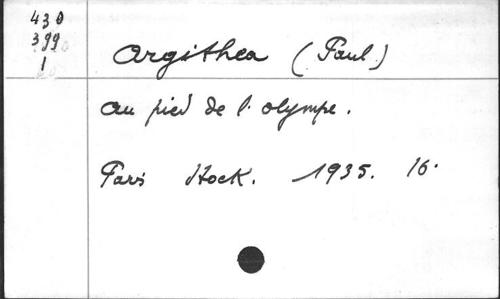 430
399
1
Argithea (Paul)
Au pied de l'olympe.
Paris Stock. 1935. 16.